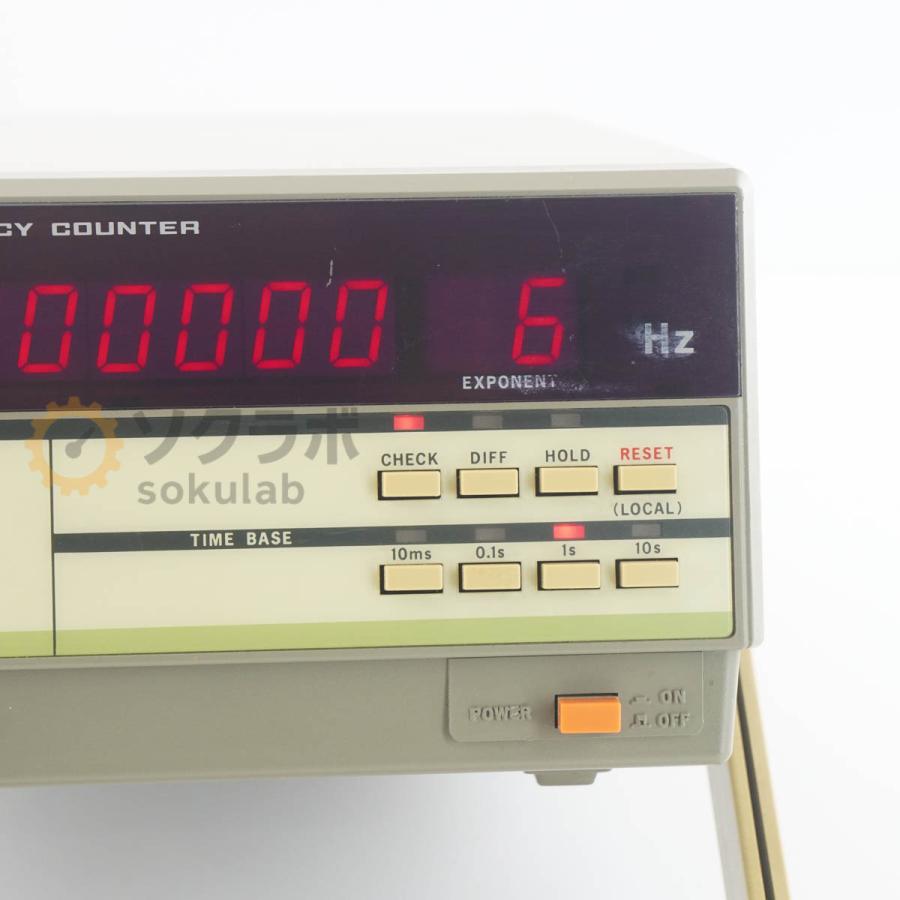 CY COUNTER
00000 6 Hz
EXPONENT
ソクラボ
sokulab
CHECK DIFF HOLD RESET
(LOCAL)
TIME BASE
10ms 0.1s 1s 10s
POWER ON
OFF